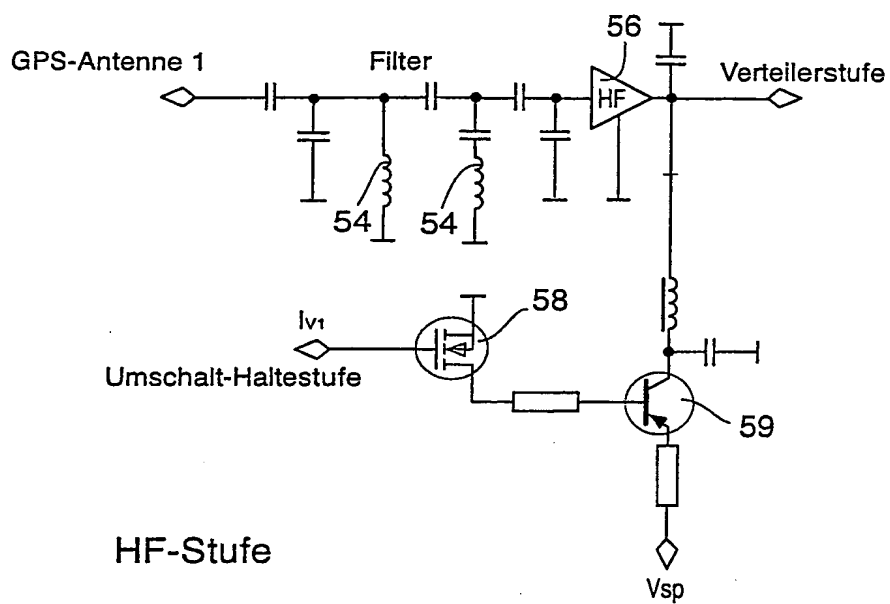 56
GPS-Antenne 1
Filter
Verteilerstufe
HF
54
54
58
Iv1
Umschalt-Haltestufe
59
HF-Stufe
Vsp